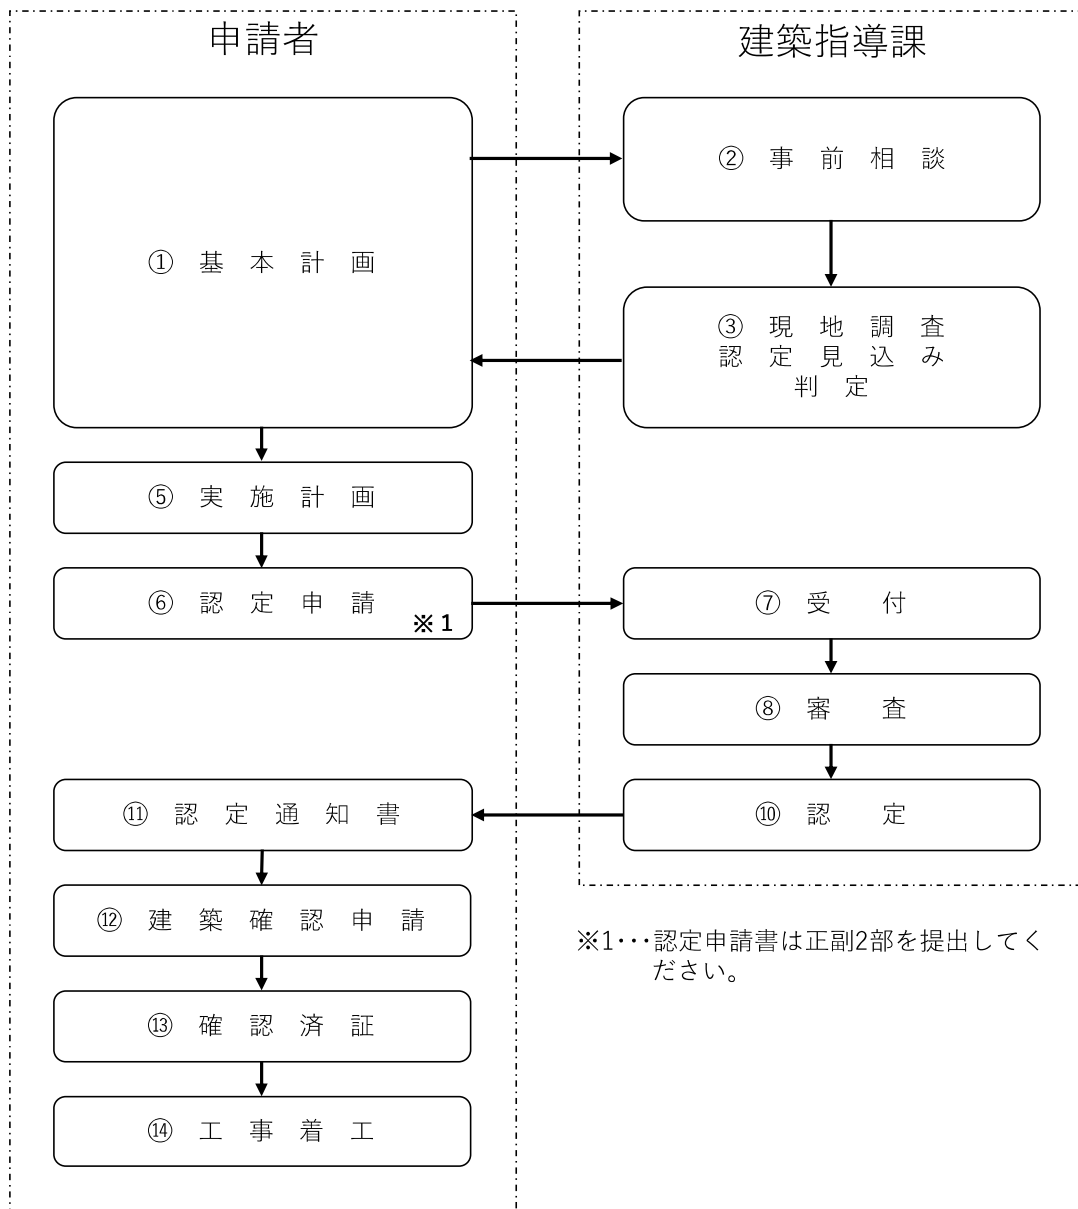 申請者
建築指導課
① 基 本 計 画
② 事 前 相 談
③ 現 地 調 査
認 定 見 込 み
判 定
⑤ 実 施 計 画
⑥ 認 定 申 請
※1
⑦ 受 付
⑧ 審 査
⑩ 認 定
⑪ 認 定 通 知 書
⑫ 建 築 確 認 申 請
⑬ 確 認 済 証
⑭ 工 事 着 工
※1・・・認定申請書は正副2部を提出してく
ださい。